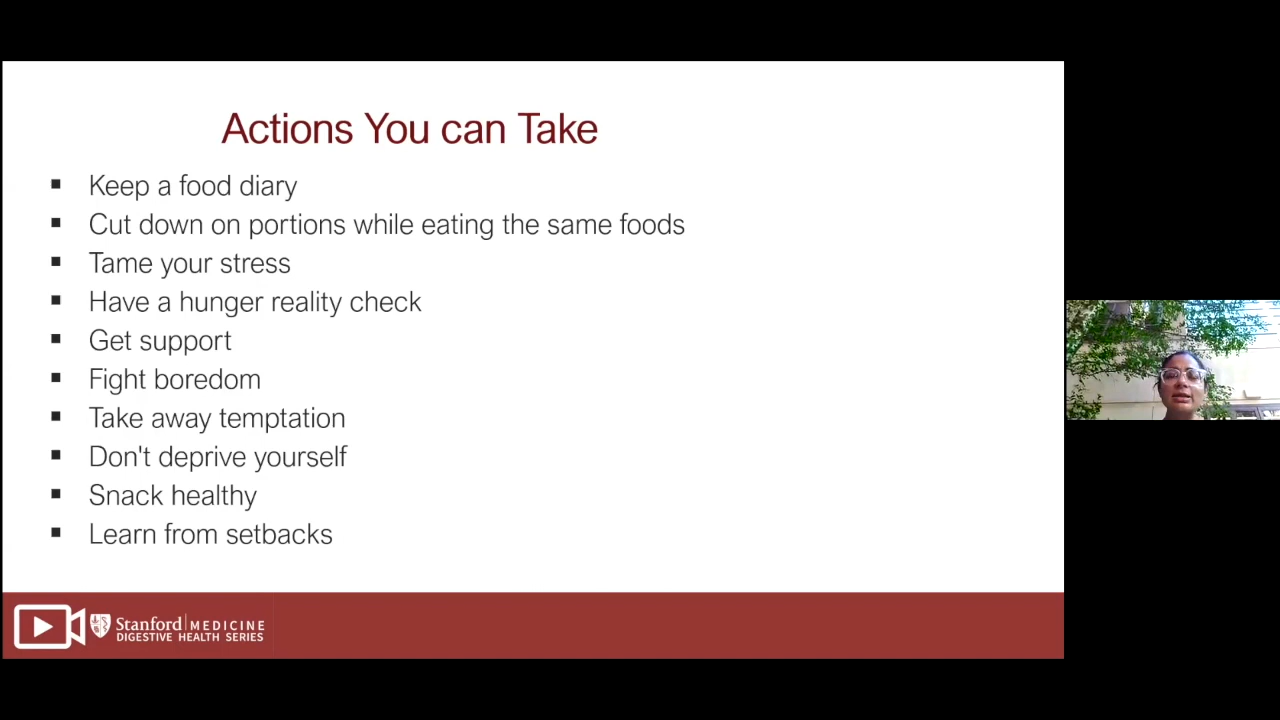 Actions You can Take
Keep a food diary
Cut down on portions while eating the same foods
Tame your stress
Have a hunger reality check
Get support
Fight boredom
Take away temptation
Don't deprive yourself
Snack healthy
Learn from setbacks
Stanford MEDICINE
DIGESTIVE HEALTH SERIES